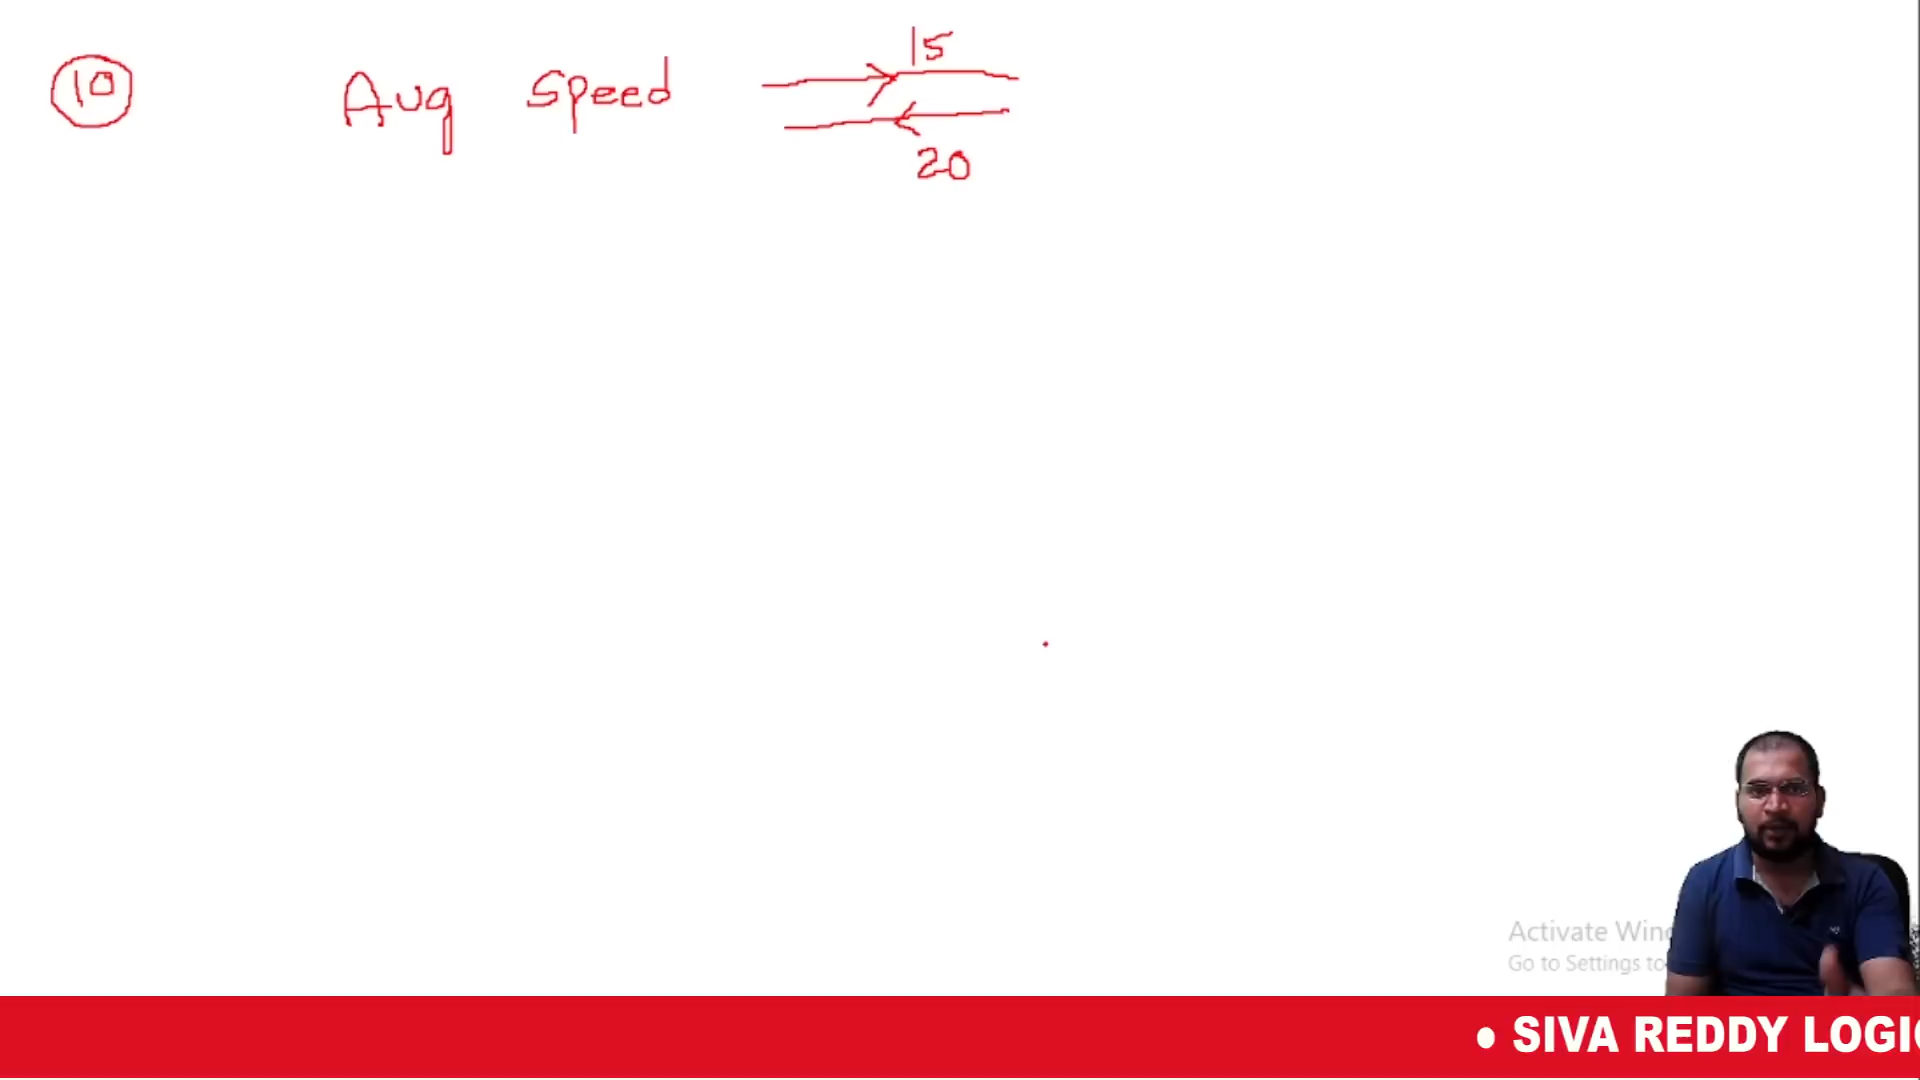 10 Avg Speed 15
20
Activate Win
Go to Settings to
• SIVA REDDY LOGI